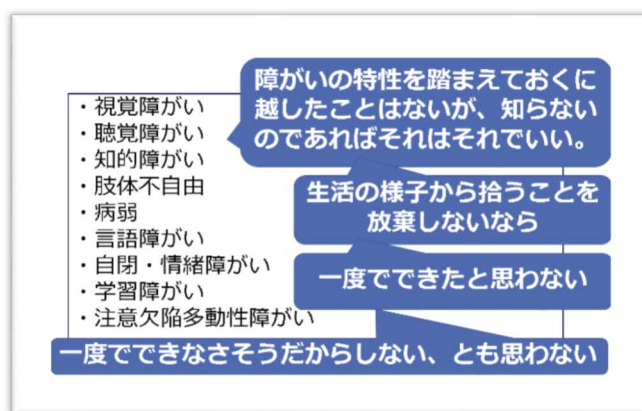 障がいの特性を踏まえておくに
越したことはないが、知らない
のであればそれはそれでいい。
・視覚障がい
・聴覚障がい
・知的障がい
・肢体不自由
・病弱
・言語障がい
・自閉・情緒障がい
・学習障がい
・注意欠陥多動性障がい
生活の様子から拾うことを
放棄しないなら
一度でできたと思わない
一度でできなさそうだからしない、とも思わない